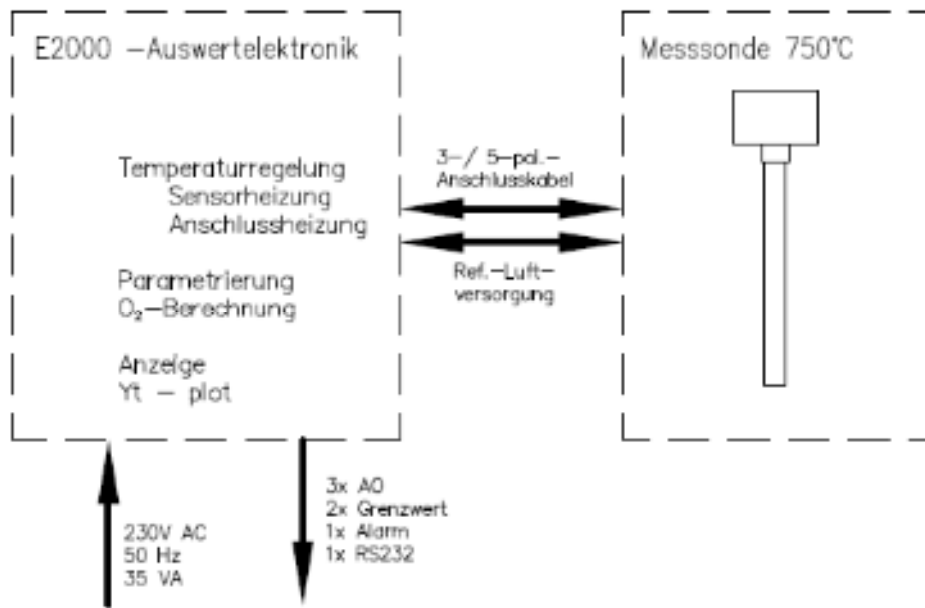 E2000 -Auswertelektronik
Temperaturregelung
Sensorheizung
Anschlussheizung
Parametrierung
O₂-Berechnung
Anzeige
Yt - plot
3-/ 5-pol.-
Anschlusskabel
Ref.-Luft-
versorgung
Messsonde 750°C
230V AC
50 Hz
35 VA
3x AO
2x Grenzwert
1x Alarm
1x RS232